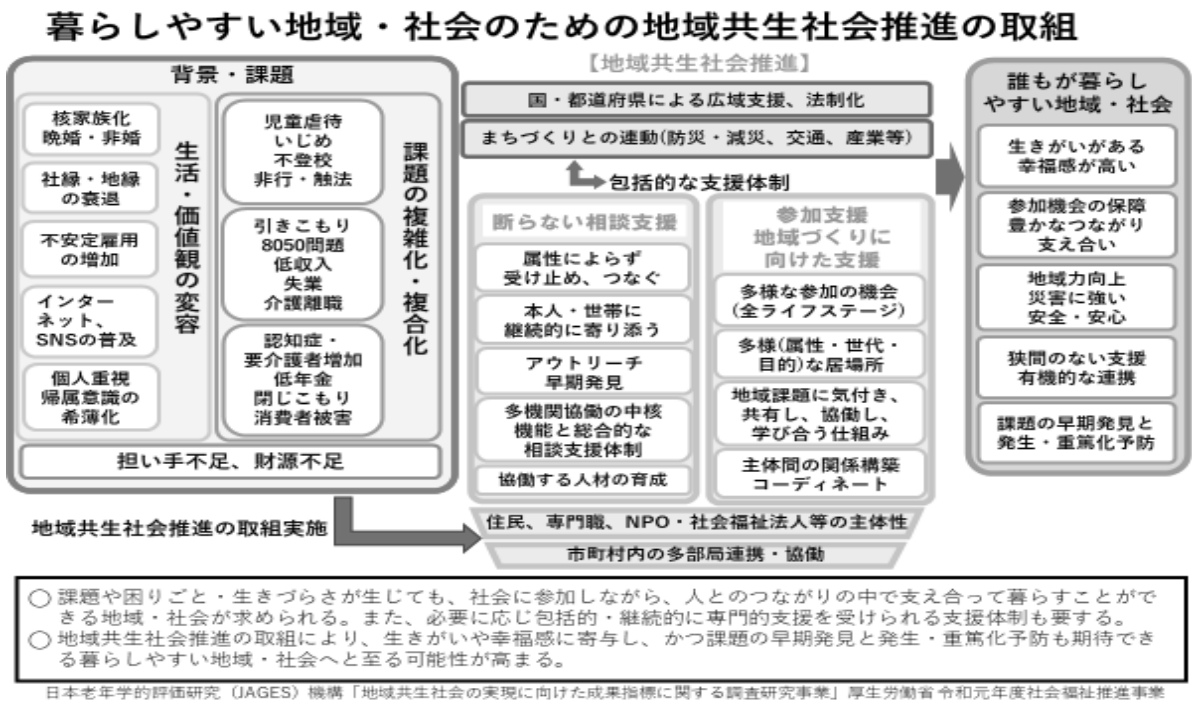 暮らしやすい地域・社会のための地域共生社会推進の取組
背景・課題
核家族化
晩婚・非婚
社縁・地縁
の衰退
不安定雇用
の増加
インター
ネット、
SNSの普及
個人重視
帰属意識の
希薄化
生活・価値観の変容
児童虐待
いじめ
不登校
非行・触法
引きこもり
8050問題
低収入
失業
介護離職
認知症・
要介護者増加
低年金
閉じこもり
消費者被害
課題の複雑化・複合化
担い手不足、財源不足
地域共生社会推進の取組実施
【地域共生社会推進】
国・都道府県による広域支援、法制化
まちづくりとの連動(防災・減災、交通、産業等)
包括的な支援体制
断らない相談支援
属性によらず
受け止め、つなぐ
本人・世帯に
継続的に寄り添う
アウトリーチ
早期発見
多機関協働の中核
機能と総合的な
相談支援体制
協働する人材の育成
参加支援
地域づくりに
向けた支援
多様な参加の機会
(全ライフステージ)
多様(属性・世代・
目的)な居場所
地域課題に気付き、
共有し、協働し、
学び合う仕組み
主体間の関係構築
コーディネート
住民、専門職、NPO・社会福祉法人等の主体性
市町村内の多部局連携・協働
誰もが暮らし
やすい地域・社会
生きがいがある
幸福感が高い
参加機会の保障
豊かなつながり
支え合い
地域力向上
災害に強い
安全・安心
狭間のない支援
有機的な連携
課題の早期発見と
発生・重篤化予防
○ 課題や困りごと・生きづらさが生じても、社会に参加しながら、人とのつながりの中で支え合って暮らすことがで
きる地域・社会が求められる。また、必要に応じ包括的・継続的に専門的支援を受けられる支援体制も要する。
○ 地域共生社会推進の取組により、生きがいや幸福感に寄与し、かつ課題の早期発見と発生・重篤化予防も期待でき
る暮らしやすい地域・社会へと至る可能性が高まる。
日本老年学的評価研究（JAGES）機構「地域共生社会の実現に向けた成果指標に関する調査研究事業」厚生労働省 令和元年度社会福祉推進事業